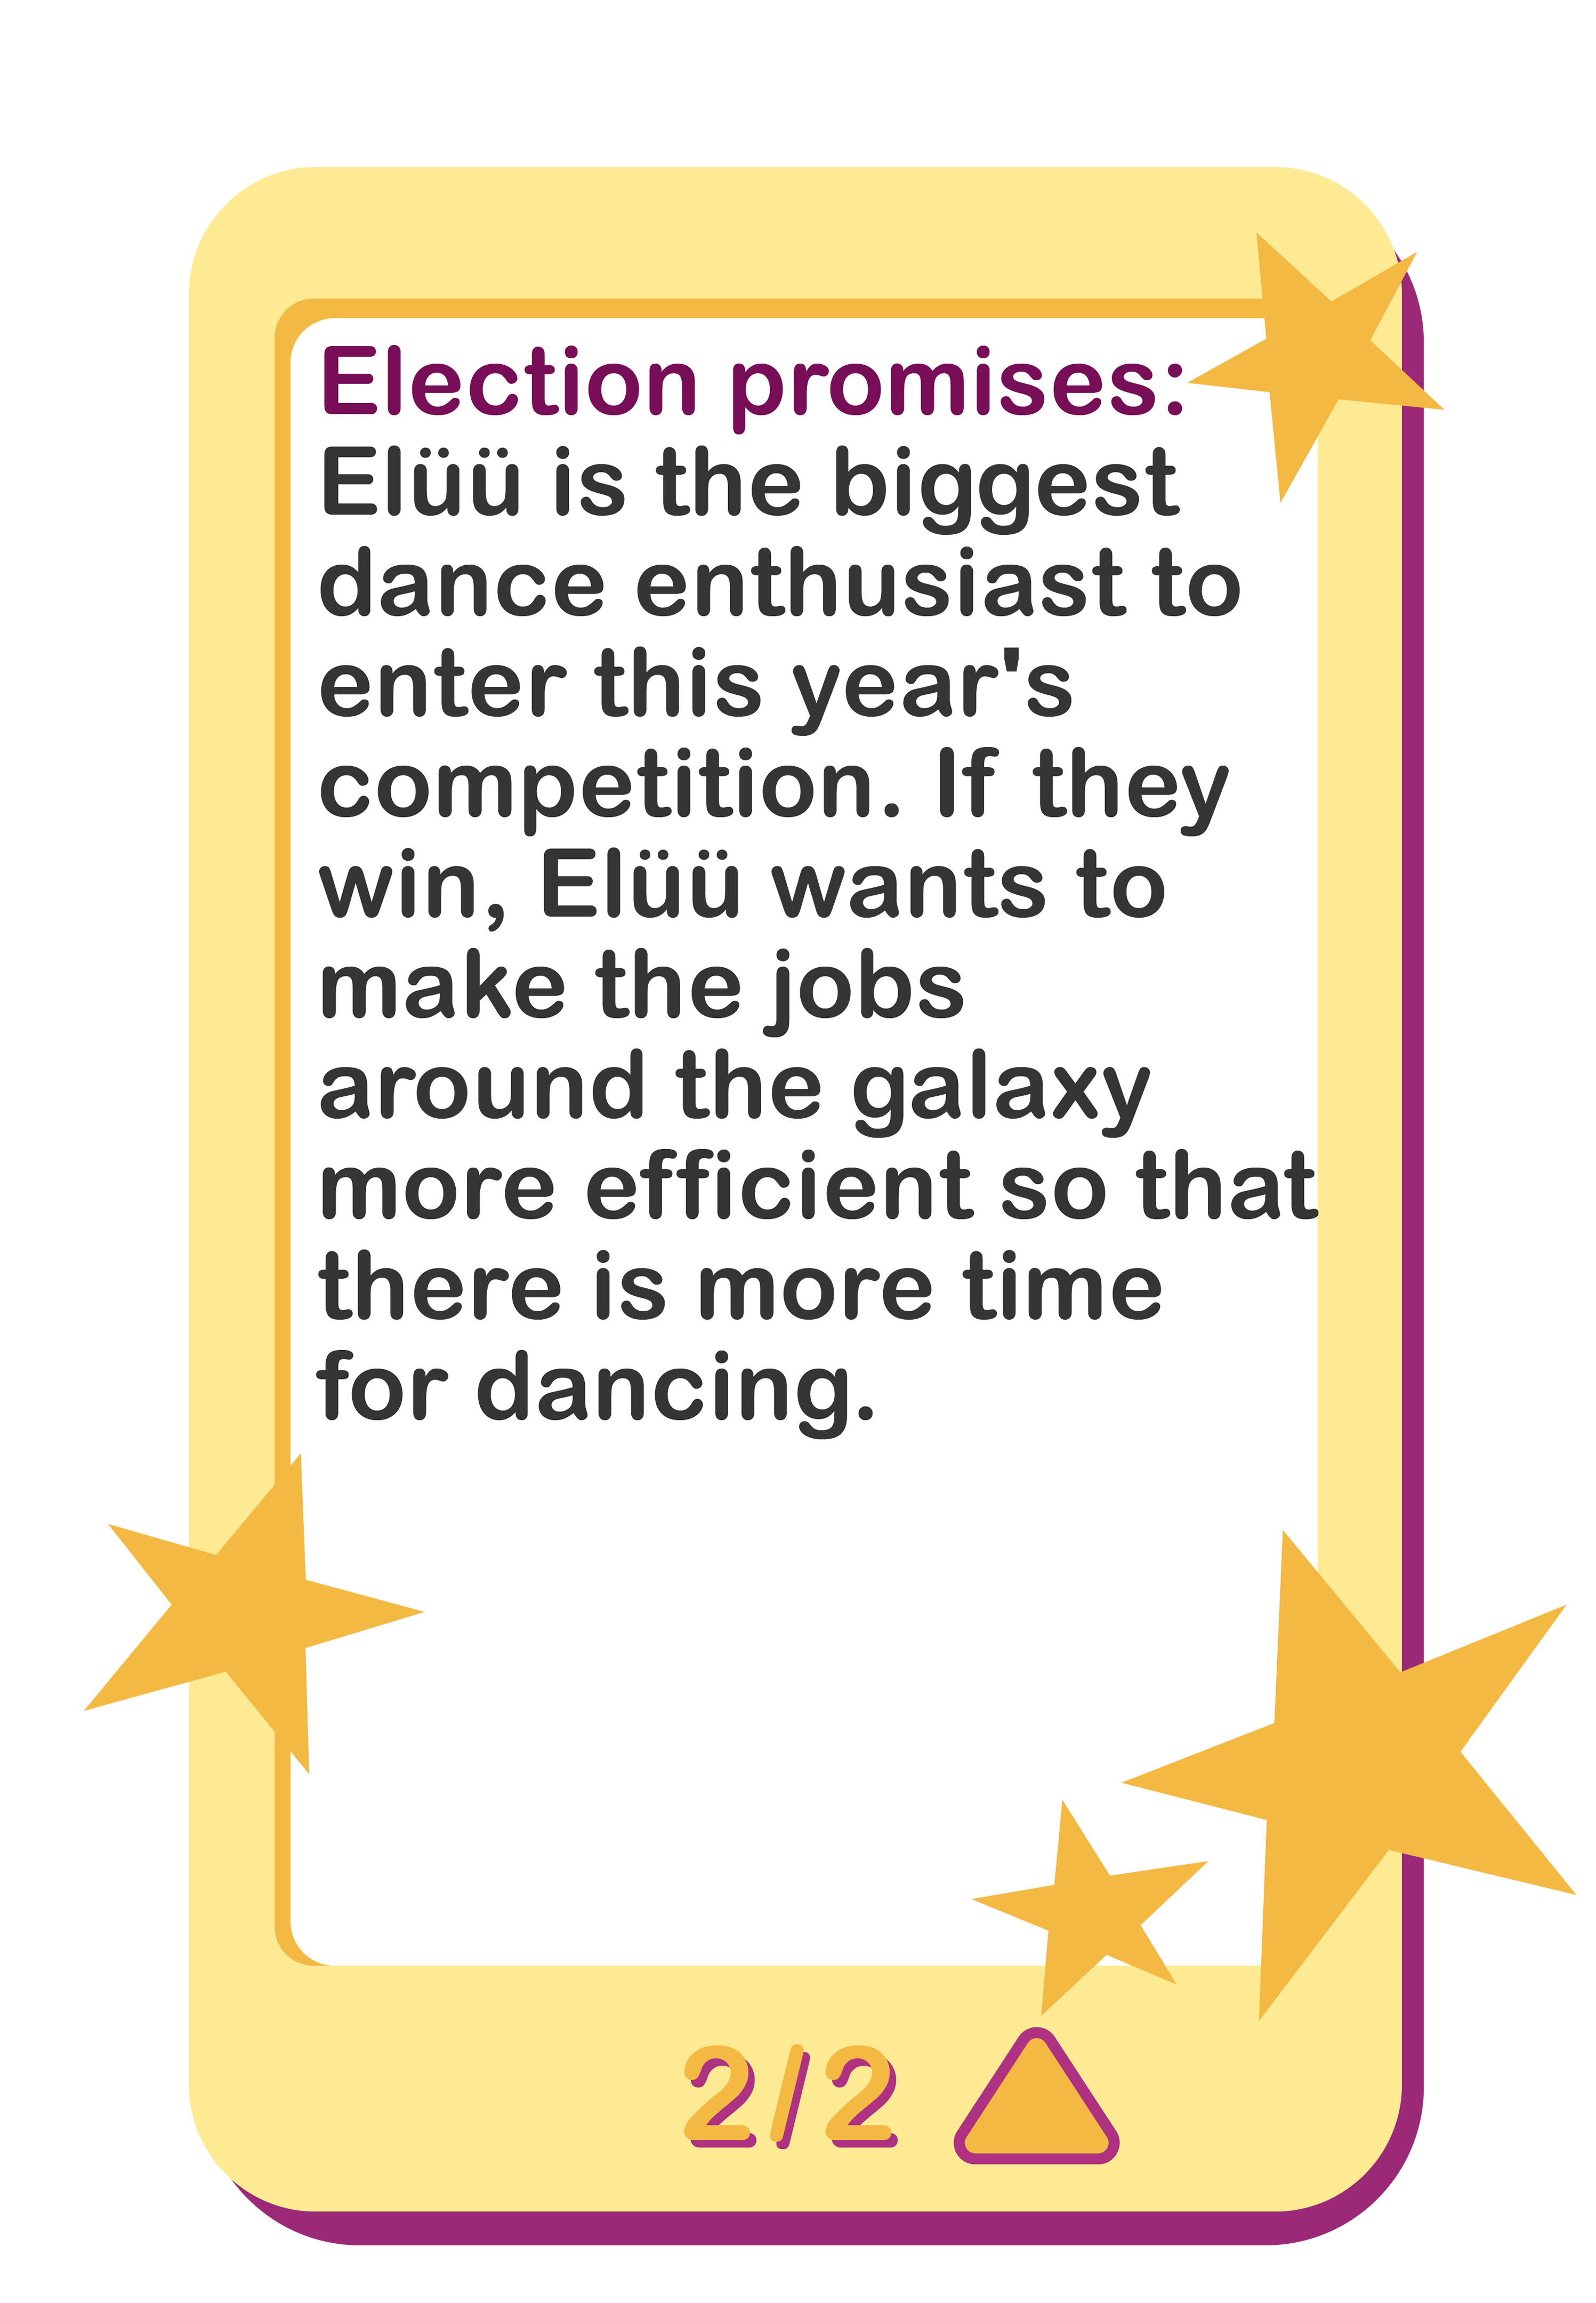 Election promises:
Elüü is the biggest
dance enthusiast to
enter this year's
competition. If they
win, Elüü wants to
make the jobs
around the galaxy
more efficient so that
there is more time
for dancing.
2/2